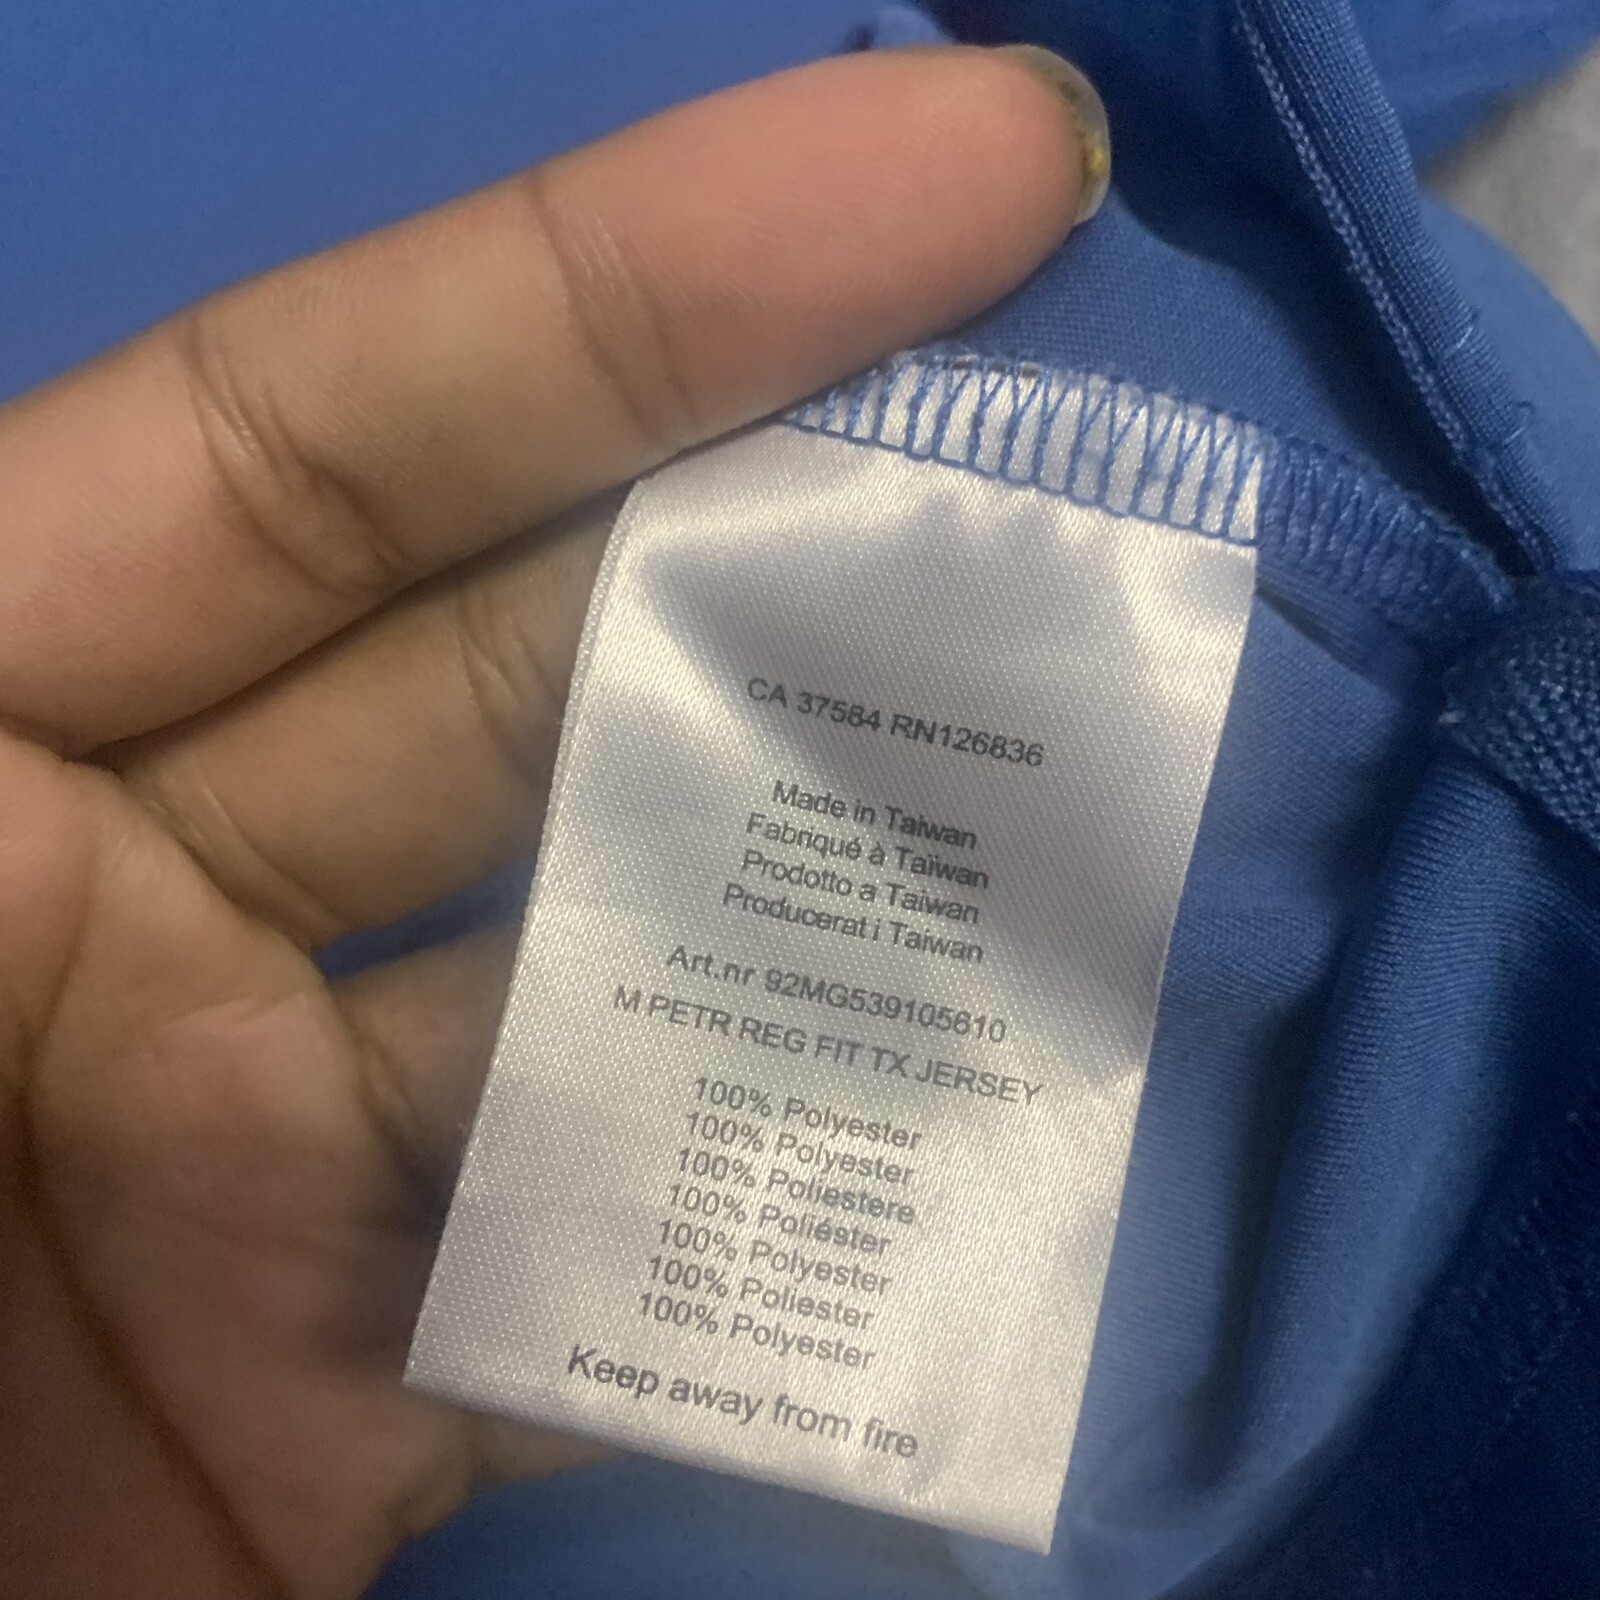 CA 37584 RN126836
Made in Taiwan
Fabriqué à Taïwan
Prodotto a Taiwan
Producerat i Taiwan
Art.nr 92MG539105610
M PETR REG FIT TX JERSEY
100% Polyester
100% Polyester
100% Poliestere
100% Poliéster
100% Polyester
100% Poliester
100% Polyester
Keep away from fire